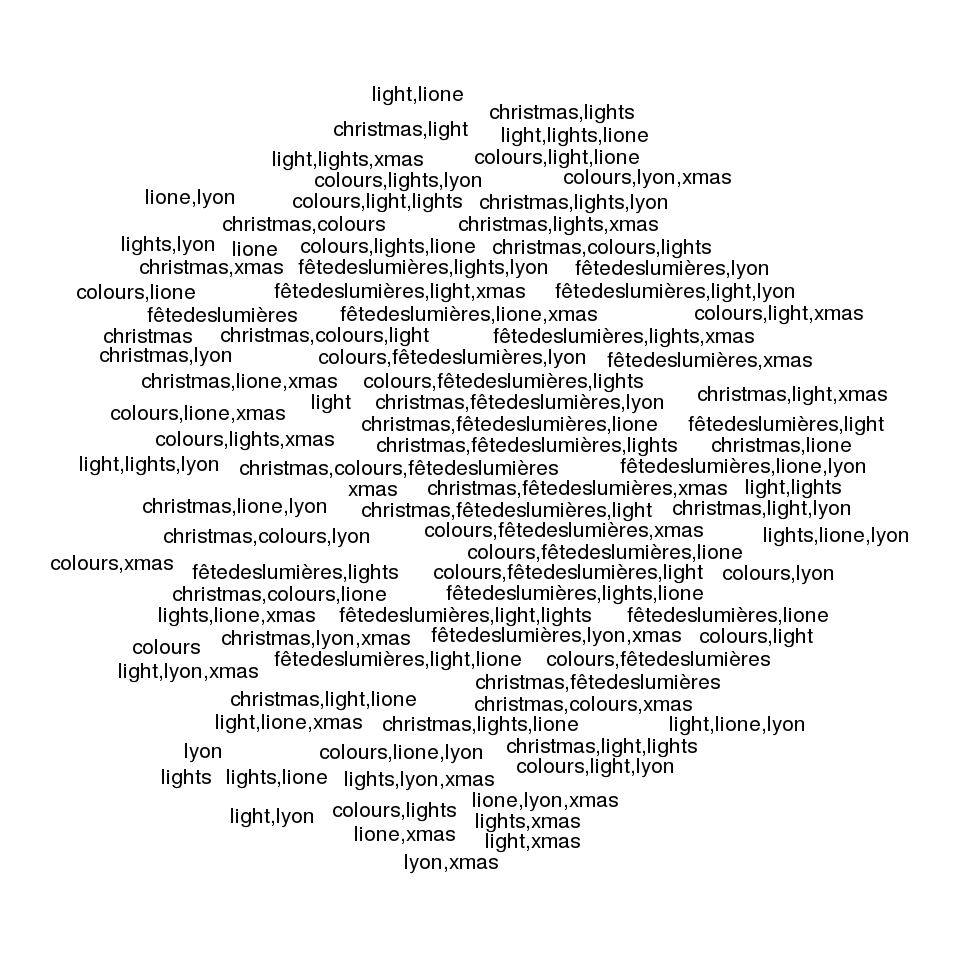 light,lione
christmas,lights
christmas,light
light,lights,lione
light,lights,xmas
colours,light,lione
colours,lights,lyon
colours,lyon,xmas
lione,lyon
colours,light,lights
christmas,lights,lyon
christmas,colours
christmas,lights,xmas
lights,lyon
lione
colours,lights,lione
christmas,colours,lights
christmas,xmas
fêtedeslumières,lights,lyon
fêtedeslumières,lyon
colours,lione
fêtedeslumières,light,xmas
fêtedeslumières,light,lyon
fêtedeslumières
fêtedeslumières,lione,xmas
colours,light,xmas
christmas
christmas,colours,light
fêtedeslumières,lights,xmas
christmas,lyon
colours,fêtedeslumières,lyon
fêtedeslumières,xmas
christmas,lione,xmas
colours,fêtedeslumières,lights
christmas,light,xmas
light
christmas,fêtedeslumières,lyon
colours,lione,xmas
christmas,fêtedeslumières,lione
fêtedeslumières,light
colours,lights,xmas
christmas,fêtedeslumières,lights
christmas,lione
light,lights,lyon
christmas,colours,fêtedeslumières
fêtedeslumières,lione,lyon
xmas
christmas,fêtedeslumières,xmas
light,lights
christmas,lione,lyon
christmas,fêtedeslumières,light
christmas,light,lyon
christmas,colours,lyon
colours,fêtedeslumières,xmas
lights,lione,lyon
colours,fêtedeslumières,lione
colours,xmas
fêtedeslumières,lights
colours,fêtedeslumières,light
colours,lyon
christmas,colours,lione
fêtedeslumières,lights,lione
lights,lione,xmas
fêtedeslumières,light,lights
fêtedeslumières,lione
christmas,lyon,xmas
fêtedeslumières,lyon,xmas
colours,light
colours
fêtedeslumières,light,lione
colours,fêtedeslumières
light,lyon,xmas
christmas,fêtedeslumières
christmas,light,lione
christmas,colours,xmas
light,lione,xmas
christmas,lights,lione
light,lione,lyon
lyon
colours,lione,lyon
christmas,light,lights
colours,light,lyon
lights
lights,lione
lights,lyon,xmas
lione,lyon,xmas
light,lyon
colours,lights
lights,xmas
lione,xmas
light,xmas
lyon,xmas